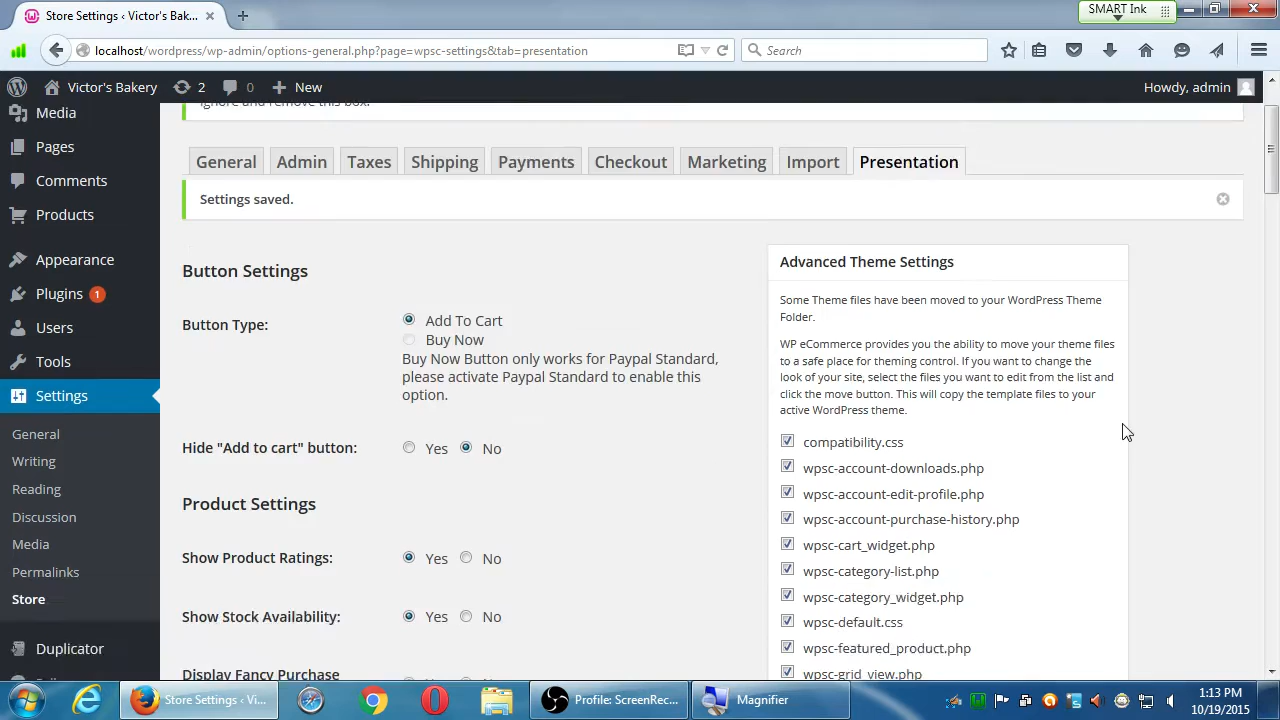 Store Settings ‹ Victor's Bak...
SMART Ink
localhost/wordpress/wp-admin/options-general.php?page=wpsc-settings&tab=presentation
Search
Victor's Bakery
2
0
New
Howdy, admin
ignore and remove this box.
Media
Pages
Comments
Products
Appearance
Plugins 1
Users
Tools
Settings
General
Writing
Reading
Discussion
Media
Permalinks
Store
Duplicator
General
Admin
Taxes
Shipping
Payments
Checkout
Marketing
Import
Presentation
Settings saved.
Button Settings
Button Type:
Add To Cart
Buy Now
Buy Now Button only works for Paypal Standard,
please activate Paypal Standard to enable this
option.
Hide "Add to cart" button:
Yes No
Product Settings
Show Product Ratings:
Yes No
Show Stock Availability:
Yes No
Display Fancy Purchase
Advanced Theme Settings
Some Theme files have been moved to your WordPress Theme
Folder.
WP eCommerce provides you the ability to move your theme files
to a safe place for theming control. If you want to change the
look of your site, select the files you want to edit from the list and
click the move button. This will copy the template files to your
active WordPress theme.
compatibility.css
wpsc-account-downloads.php
wpsc-account-edit-profile.php
wpsc-account-purchase-history.php
wpsc-cart_widget.php
wpsc-category-list.php
wpsc-category_widget.php
wpsc-default.css
wpsc-featured_product.php
wpsc-grid_view.php
Store Settings ‹ Vi...
Profile: ScreenRec...
Magnifier
1:13 PM
10/19/2015